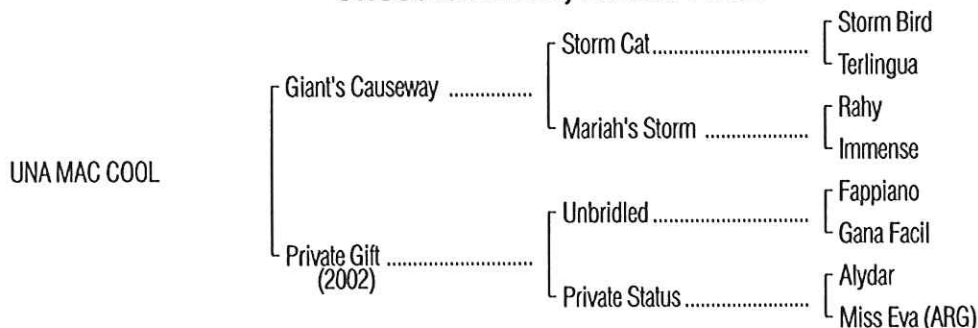 Storm Bird
Storm Cat
Terlingua
Giant's Causeway
Rahy
Mariah's Storm
Immense
UNA MAC COOL
Fappiano
Unbridled
Gana Facil
Private Gift
(2002)
Alydar
Private Status
Miss Eva (ARG)